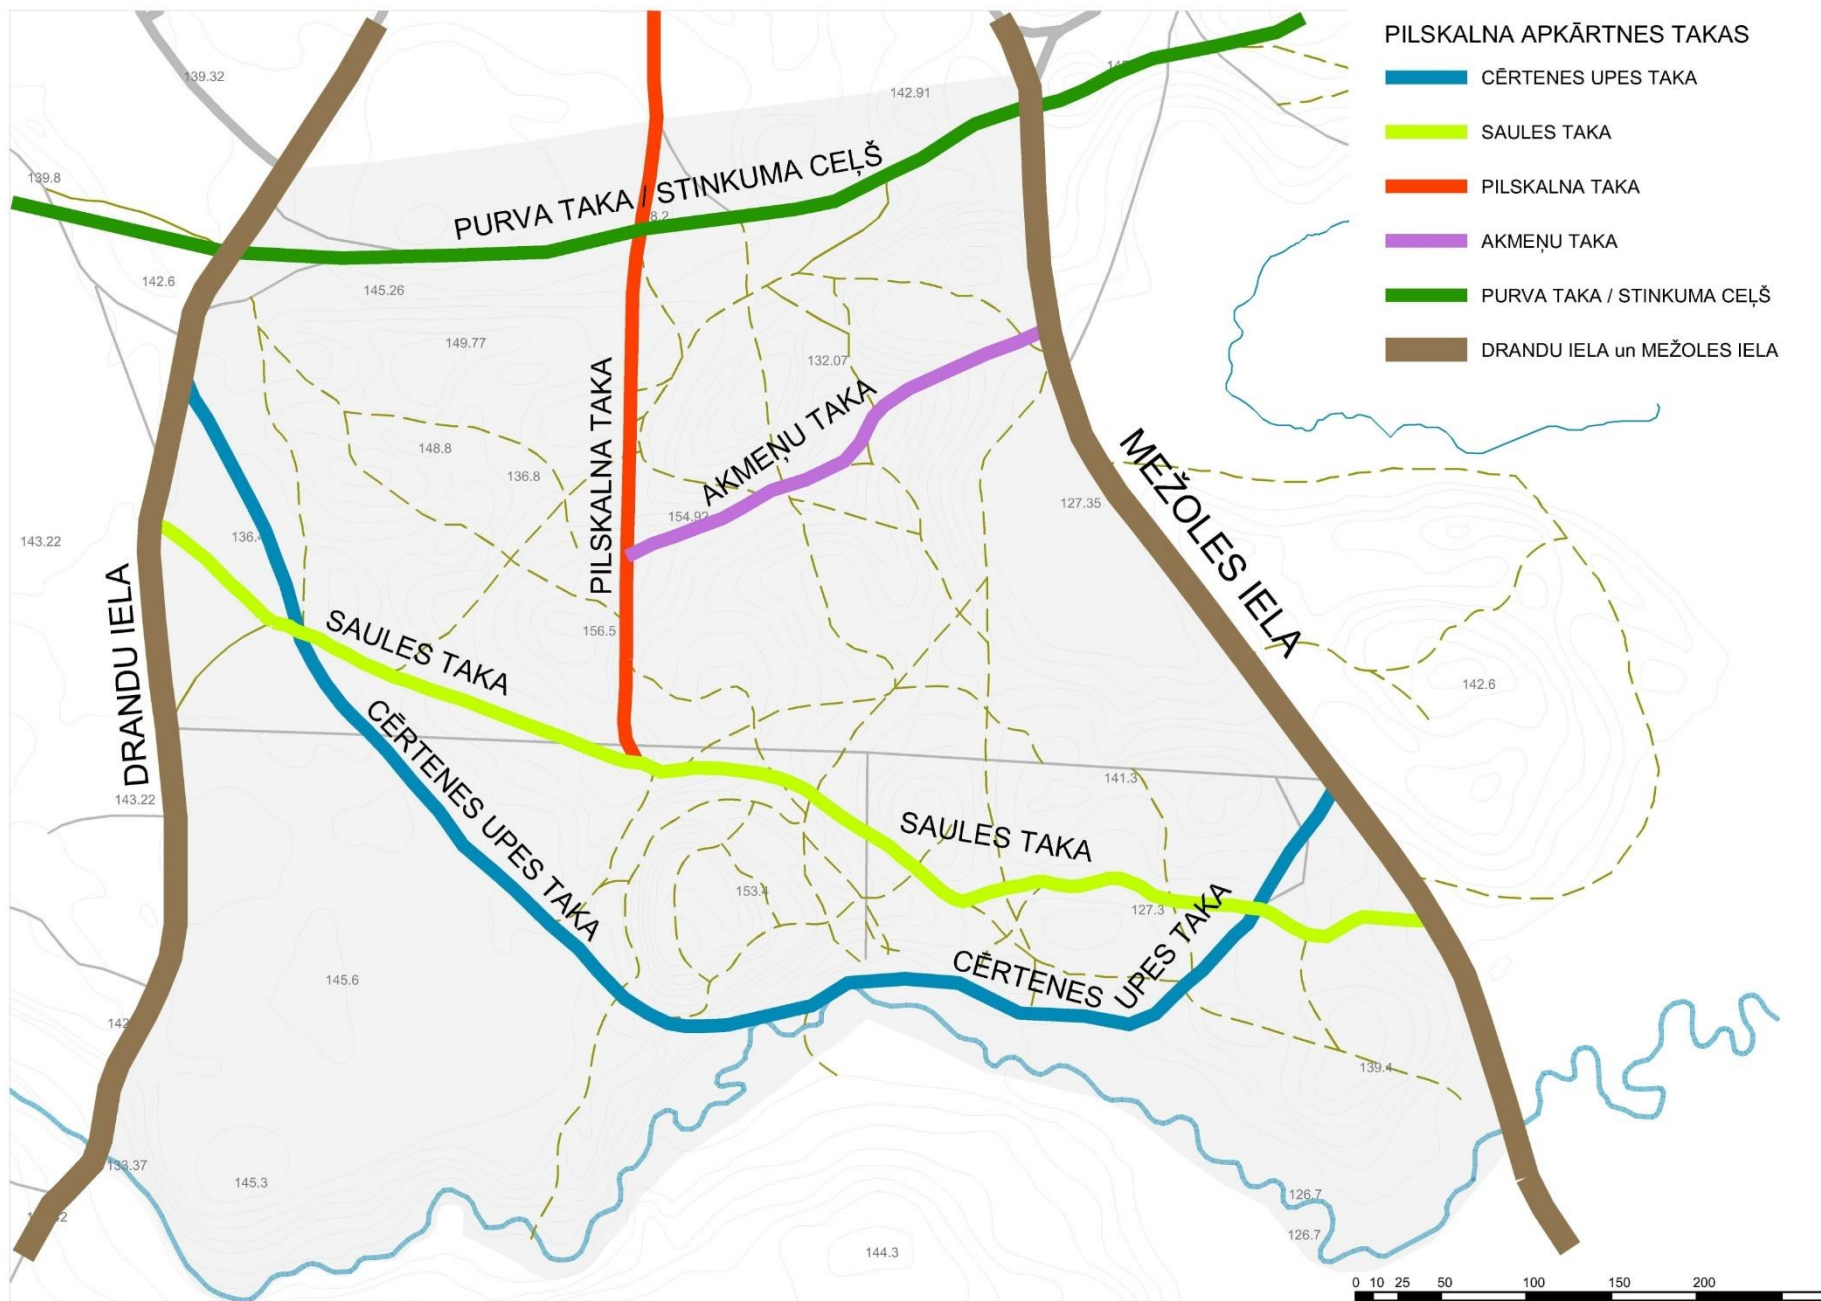 PILSKALNA APKĀRTNES TAKAS
CĒRTENES UPES TAKA
SAULES TAKA
PILSKALNA TAKA
AKMEŅU TAKA
PURVA TAKA / STINKUMA CEĻŠ
DRANDU IELA un MEŽOLES IELA
139.32
142.91
139.8
PURVA TAKA / STINKUMA CEĻŠ
8.2
142.6
145.26
149.77
132.07
PILSKALNA TAKA
AKMEŅU TAKA
148.8
136.8
154.92
MEŽOLES IELA
127.35
143.22
136.4
DRANDU IELA
SAULES TAKA
156.5
142.6
CĒRTENES UPES TAKA
143.22
141.3
SAULES TAKA
153.4
127.3
CĒRTENES UPES TAKA
145.6
142
139.4
133.37
145.3
126.7
126.7
144.3
0 10 25 50 100 150 200